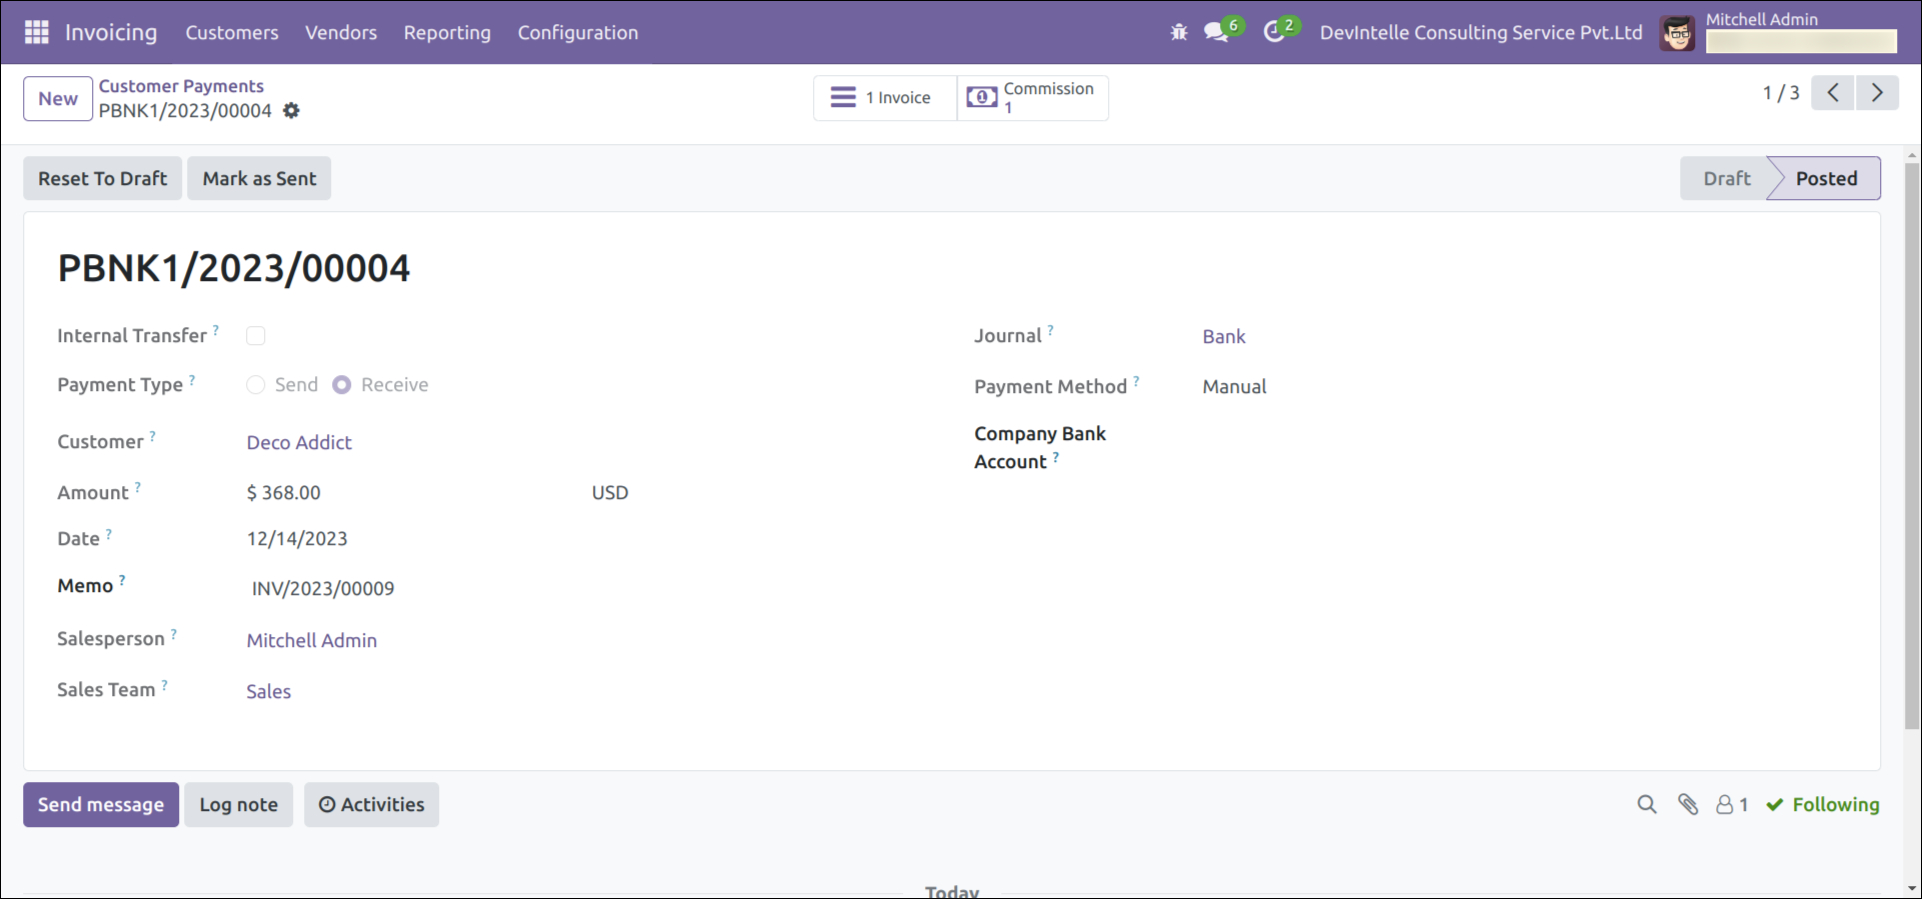 Invoicing Customers Vendors Reporting Configuration 6 2 DevIntelle Consulting Service Pvt.Ltd Mitchell Admin
New Customer Payments
PBNK1/2023/00004
1 Invoice
Commission
1
1 / 3
Reset To Draft Mark as Sent Draft Posted
PBNK1/2023/00004
Internal Transfer ?
Journal ? Bank
Payment Type ? Send Receive
Payment Method ? Manual
Customer ? Deco Addict
Company Bank
Account ?
Amount ? $ 368.00 USD
Date ? 12/14/2023
Memo ? INV/2023/00009
Salesperson ? Mitchell Admin
Sales Team ? Sales
Send message Log note Activities 1 Following
Today